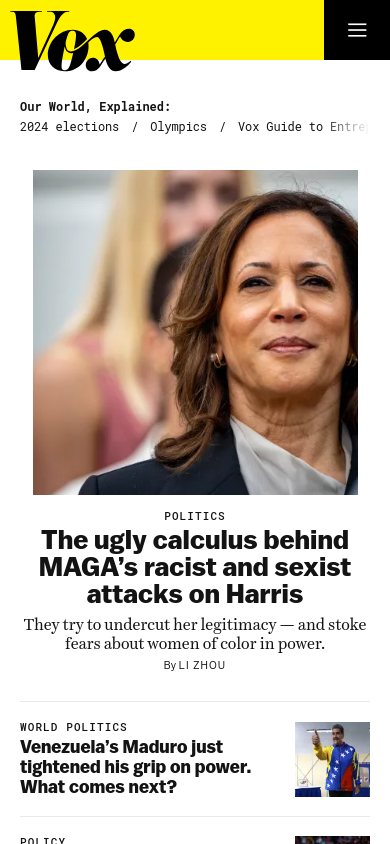 Vox
Our World, Explained:
2024 elections / Olympics / Vox Guide to
POLITICS
The ugly calculus behind
MAGA’s racist and sexist
attacks on Harris
They try to undercut her legitimacy — and stoke
fears about women of color in power.
By LI ZHOU
WORLD POLITICS
Venezuela’s Maduro just
tightened his grip on power.
What comes next?
POLICY